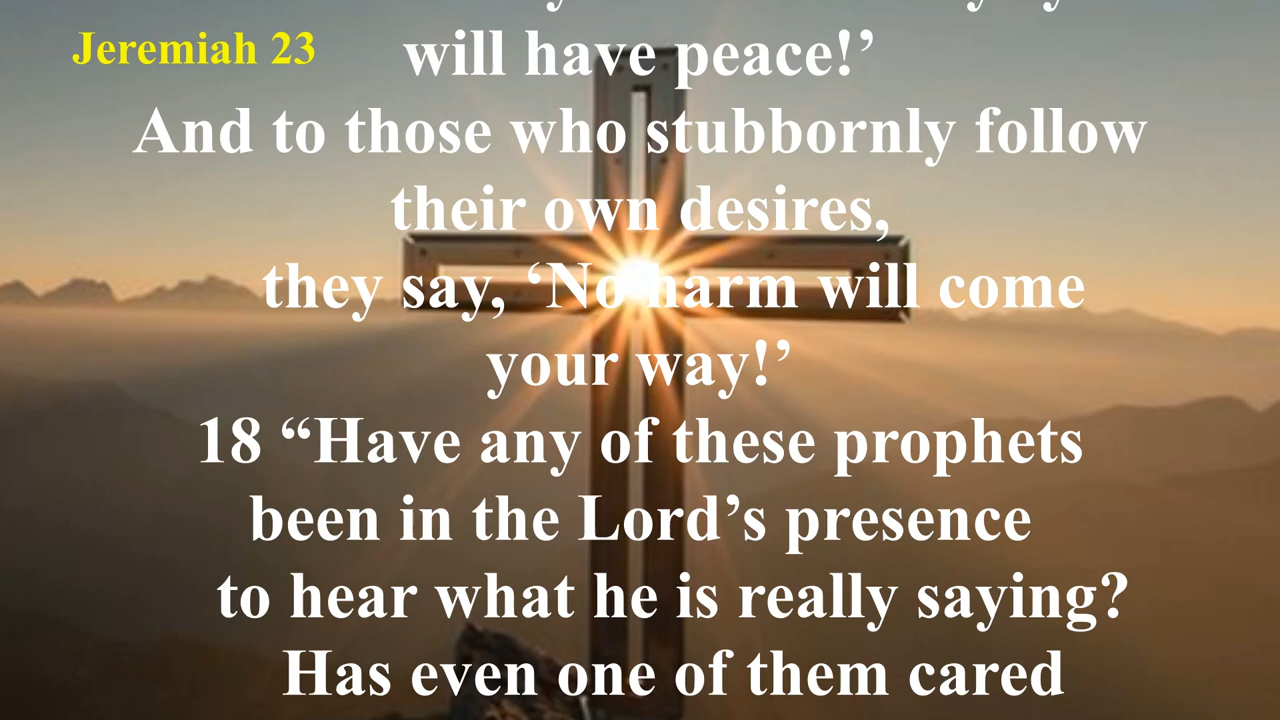 Jeremiah 23
will have peace!’
And to those who stubbornly follow
their own desires,
they say, ‘No harm will come
your way!’
18 “Have any of these prophets
been in the Lord’s presence
to hear what he is really saying?
Has even one of them cared